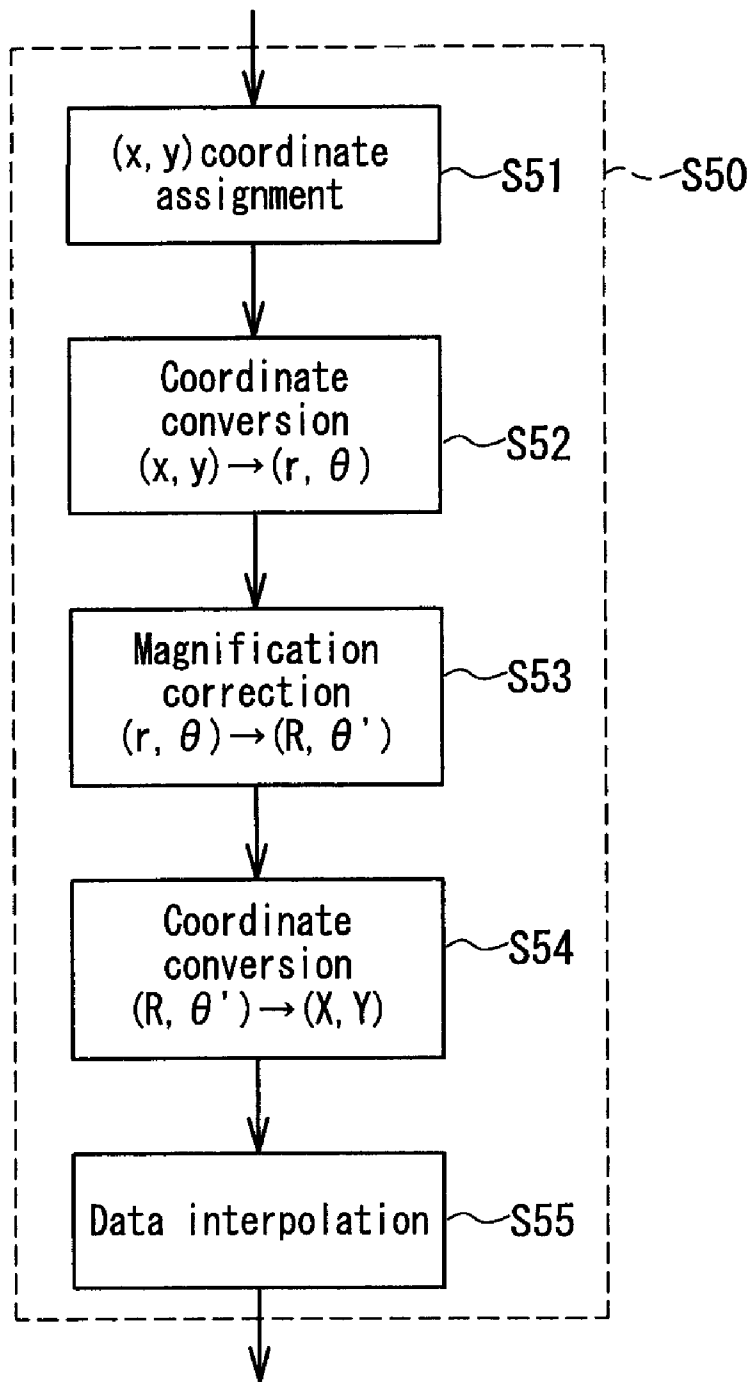 (x, y) coordinate
assignment
S51
S50
Coordinate
conversion
(x, y) → (r, θ)
S52
Magnification
correction
(r, θ) → (R, θ')
S53
Coordinate
conversion
(R, θ') → (X, Y)
S54
Data interpolation
S55